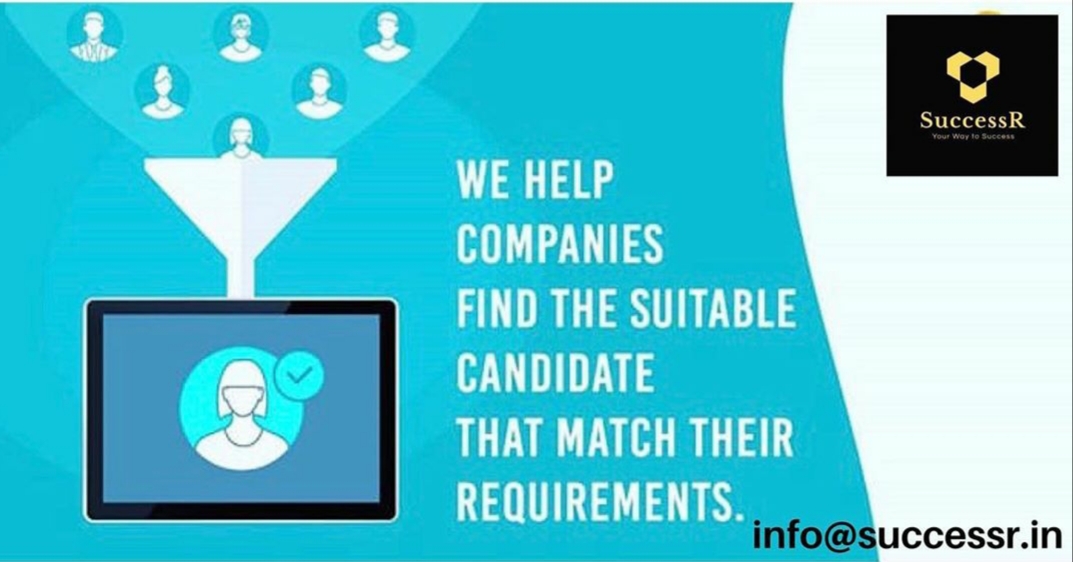 SuccessR
Your Way to Success
WE HELP
COMPANIES
FIND THE SUITABLE
CANDIDATE
THAT MATCH THEIR
REQUIREMENTS.
info@successr.in